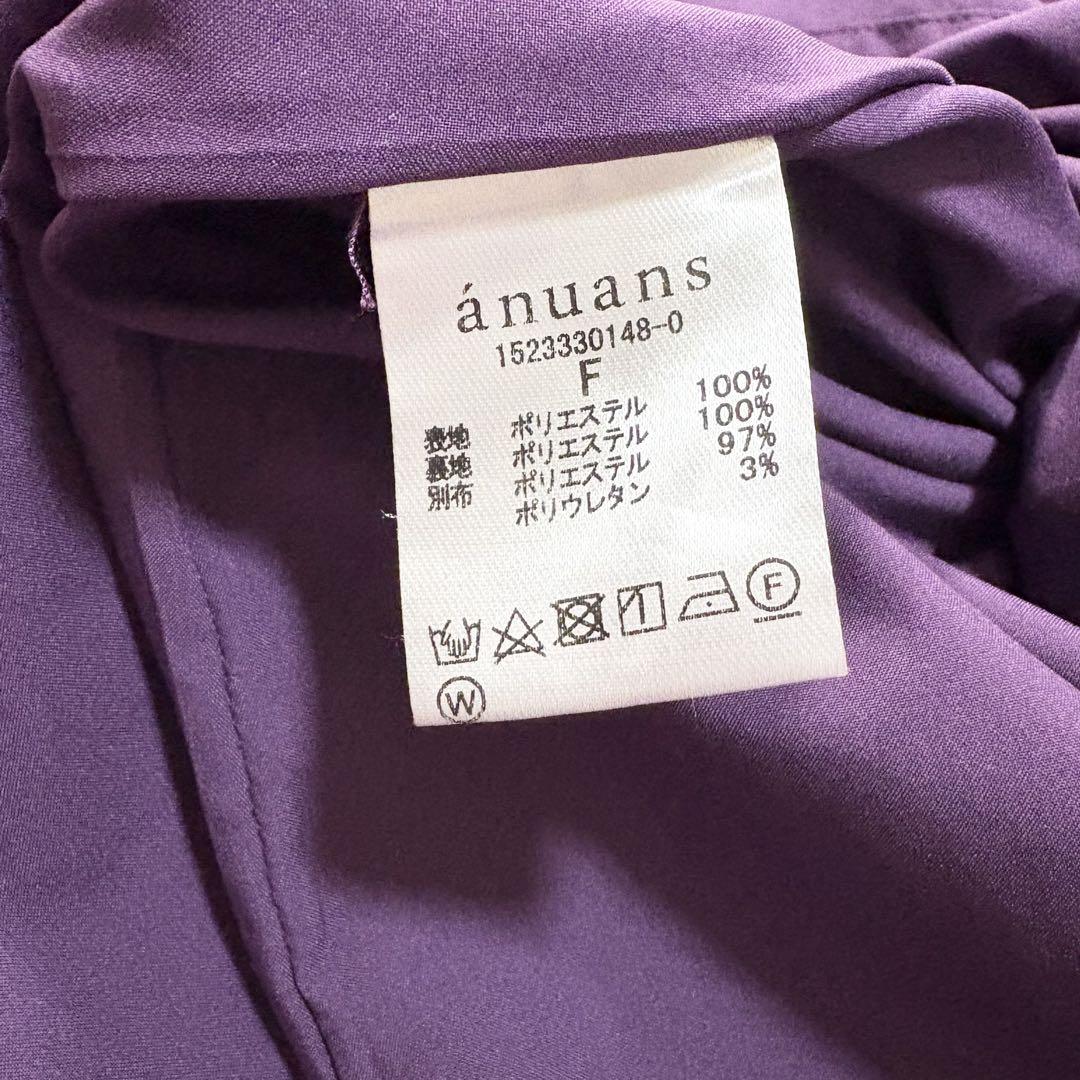 ánuans
1523330148-0
F
表地 ポリエステル 100%
裏地 ポリエステル 100%
別布 ポリエステル 97%
ポリウレタン 3%
F
W